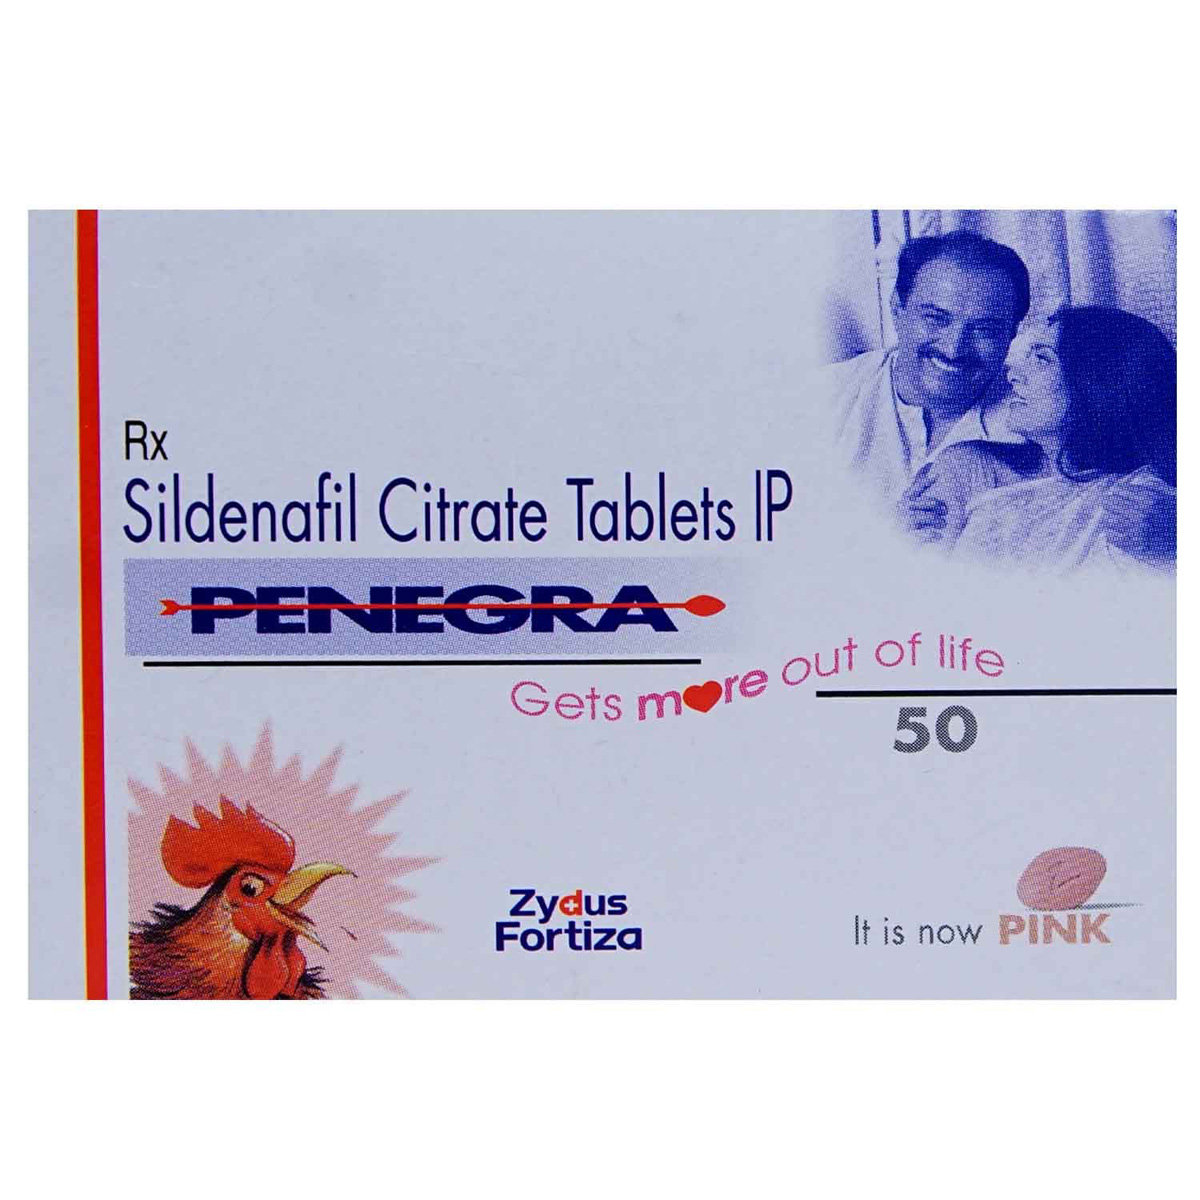 Rx
Sildenafil Citrate Tablets IP
PENEGRA
Gets more out of life
50
Zydus
Fortiza
It is now PINK